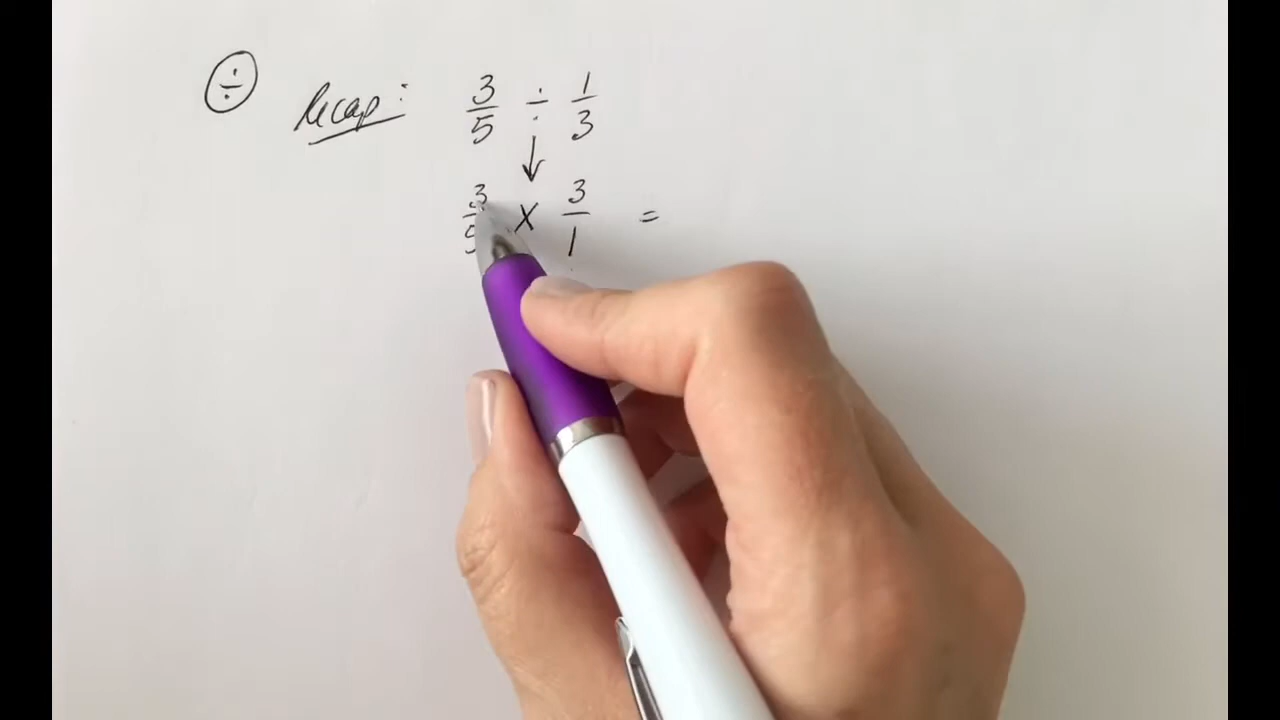 ÷ Recap: 3/5 ÷ 1/3
↓
3/5 × 3/1 =